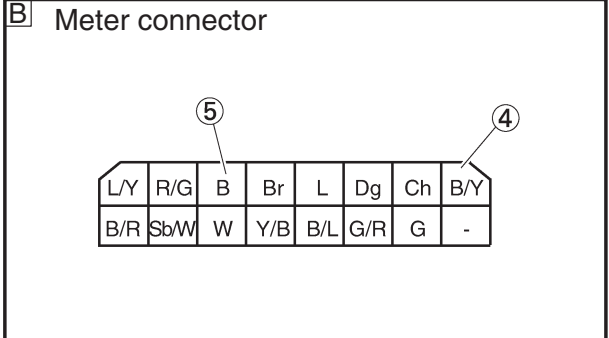 B Meter connector
⑤ ④
L/Y R/G B Br L Dg Ch B/Y
B/R Sb/W W Y/B B/L G/R G -